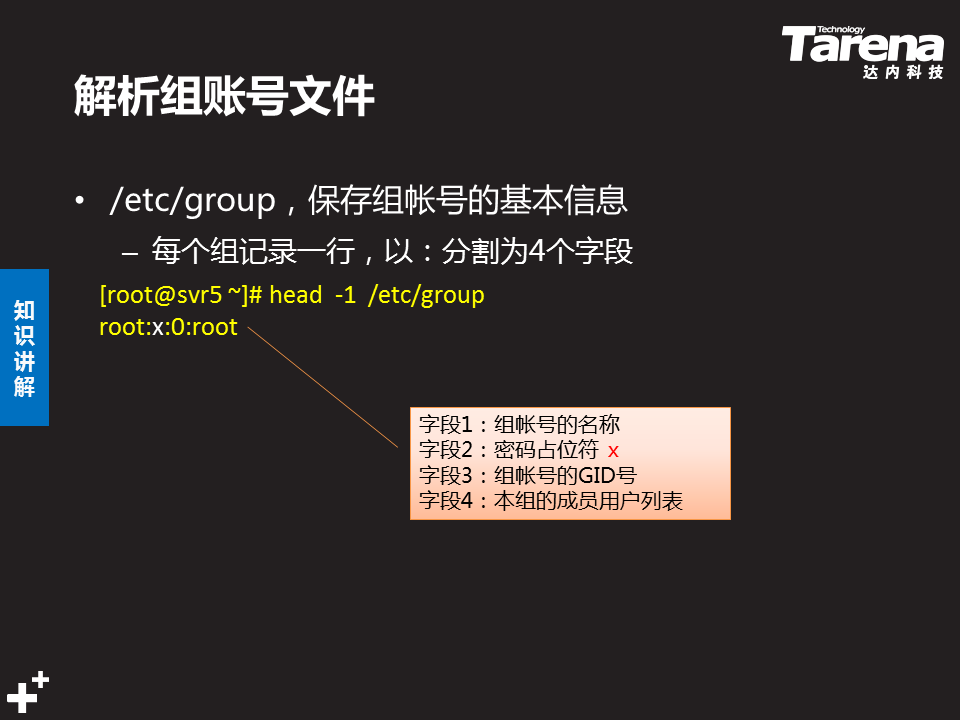 Technology
Tarena
达内科技
解析组账号文件
• /etc/group，保存组帐号的基本信息
– 每个组记录一行，以：分割为4个字段
[root@svr5 ~]# head -1 /etc/group
root:x:0:root
知
识
讲
解
字段1：组帐号的名称
字段2：密码占位符 x
字段3：组帐号的GID号
字段4：本组的成员用户列表